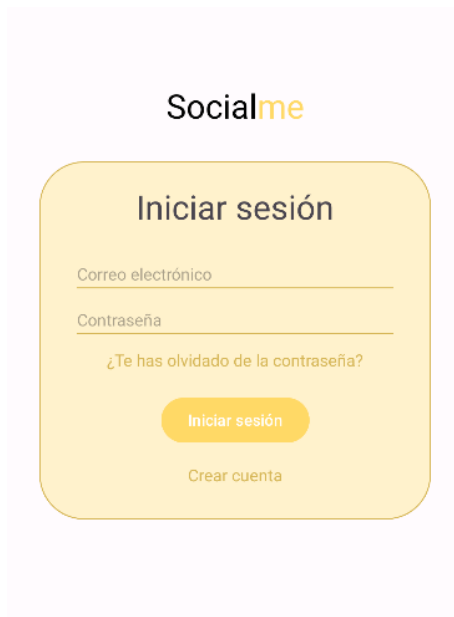 Socialme
Iniciar sesión
Correo electrónico
Contraseña
¿Te has olvidado de la contraseña?
Iniciar sesión
Crear cuenta